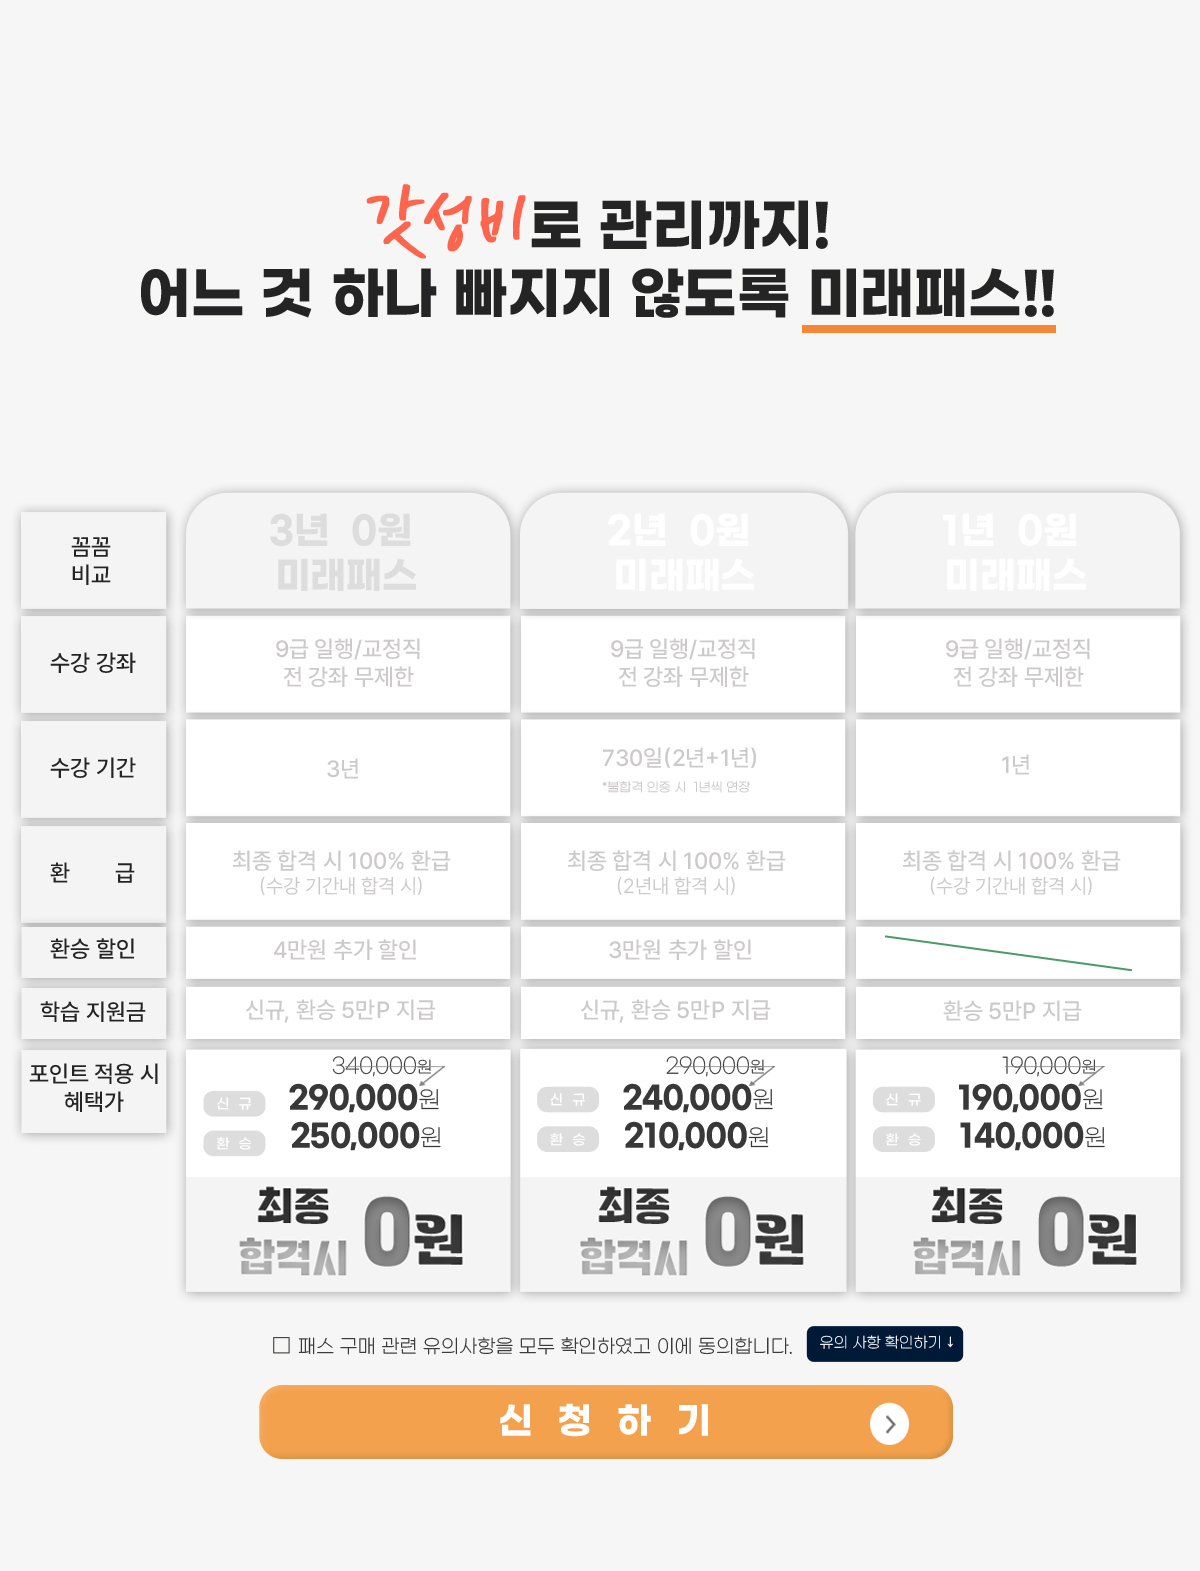 갓성비로 관리까지!
어느 것 하나 빠지지 않도록 미래패스!!
꼼꼼
비교
3년 0원
미래패스
2년 0원
미래패스
1년 0원
미래패스
수강 강좌
9급 일행/교정직
전 강좌 무제한
9급 일행/교정직
전 강좌 무제한
9급 일행/교정직
전 강좌 무제한
수강 기간
3년
730일(2년+1년)
*불합격 인증 시 1년씩 연장
1년
환 급
최종 합격 시 100% 환급
(수강 기간내 합격 시)
최종 합격 시 100% 환급
(2년내 합격 시)
최종 합격 시 100% 환급
(수강 기간내 합격 시)
환승 할인
4만원 추가 할인
3만원 추가 할인
학습 지원금
신규, 환승 5만P 지급
신규, 환승 5만P 지급
환승 5만P 지급
포인트 적용 시
혜택가
340,000원
신 규 290,000원
환 승 250,000원
최종
합격시 0원
290,000원
신 규 240,000원
환 승 210,000원
최종
합격시 0원
190,000원
신 규 190,000원
환 승 140,000원
최종
합격시 0원
□ 패스 구매 관련 유의사항을 모두 확인하였고 이에 동의합니다.
유의 사항 확인하기 ↓
신 청 하 기